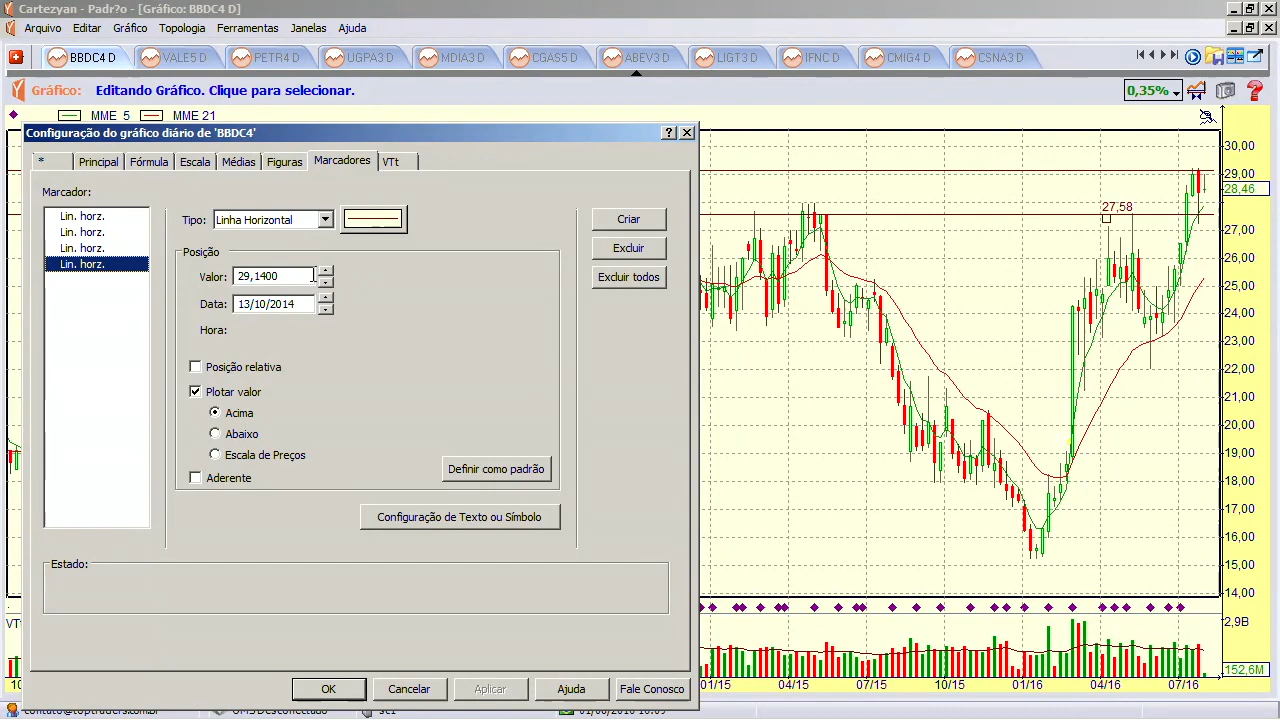 Cartezyan - Padr?o - [Gráfico: BBDC4 D]
Arquivo Editar Gráfico Topologia Ferramentas Janelas Ajuda
BBDC4 D VALE5 D PETR4 D UGPA3 D MDIA3 D CGAS5 D ABEV3 D LIGT3 D IFNC D CMIG4 D CSNA3 D
Gráfico: Editando Gráfico. Clique para selecionar.
0,35%
MME 5 MME 21
Configuração do gráfico diário de 'BBDC4'
* Principal Fórmula Escala Médias Figuras Marcadores VTt
Marcador:
Lin. horz.
Lin. horz.
Lin. horz.
Lin. horz.
Tipo: Linha Horizontal
Posição
Valor: 29,1400
Data: 13/10/2014
Hora:
Posição relativa
Plotar valor
Acima
Abaixo
Escala de Preços
Aderente
Definir como padrão
Configuração de Texto ou Símbolo
Criar
Excluir
Excluir todos
Estado:
OK Cancelar Aplicar Ajuda Fale Conosco
27,58
30,00
29,00
28,46
27,00
26,00
25,00
24,00
23,00
22,00
21,00
20,00
19,00
18,00
17,00
16,00
15,00
14,00
2,9B
152,6M
01/15 04/15 07/15 10/15 01/16 04/16 07/16